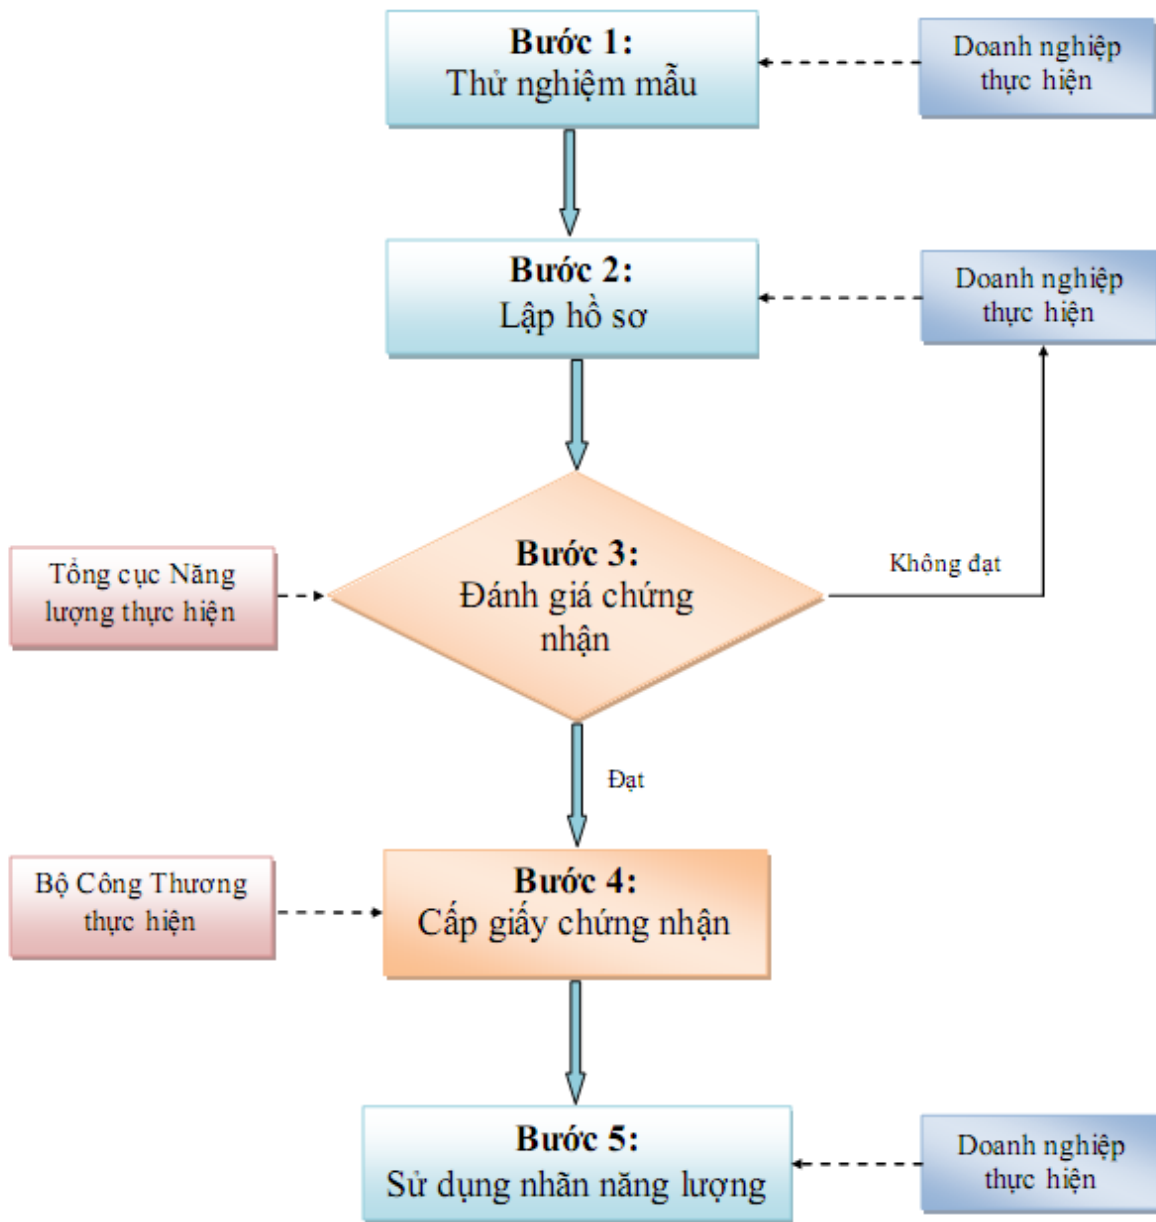 Bước 1:
Thử nghiệm mẫu
Doanh nghiệp
thực hiện
Bước 2:
Lập hồ sơ
Doanh nghiệp
thực hiện
Tổng cục Năng
lượng thực hiện
Bước 3:
Đánh giá chứng
nhận
Không đạt
Đạt
Bộ Công Thương
thực hiện
Bước 4:
Cấp giấy chứng nhận
Bước 5:
Sử dụng nhãn năng lượng
Doanh nghiệp
thực hiện